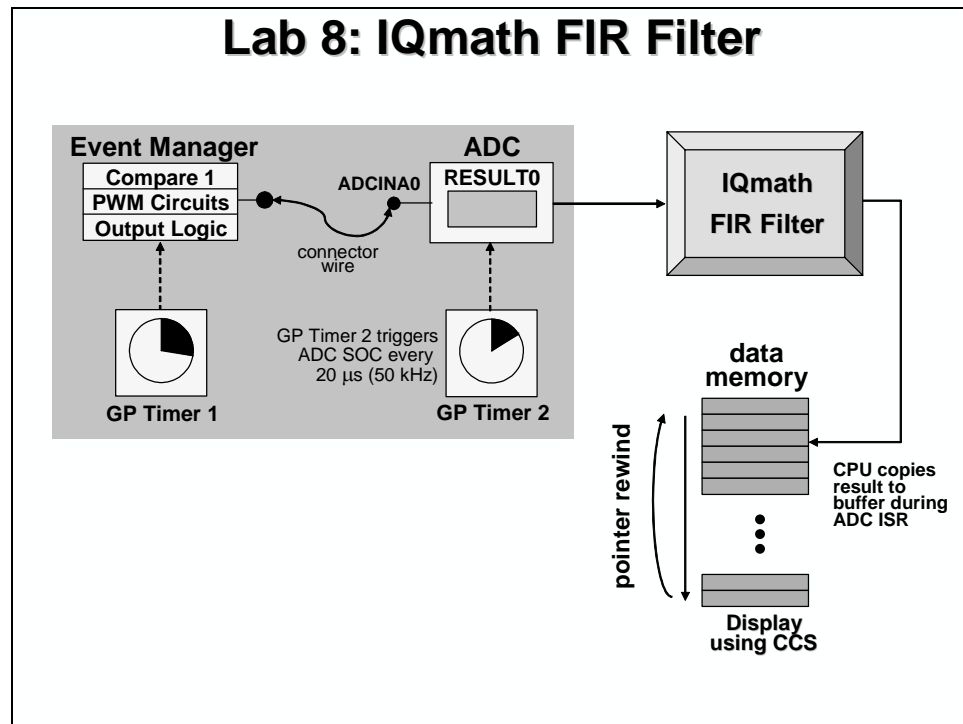 Lab 8: IQmath FIR Filter
Event Manager
Compare 1
PWM Circuits
Output Logic
ADCINA0
connector
wire
ADC
RESULT0
GP Timer 1
GP Timer 2 triggers
ADC SOC every
20 μs (50 kHz)
GP Timer 2
IQmath
FIR Filter
data
memory
pointer rewind
CPU copies
result to
buffer during
ADC ISR
Display
using CCS